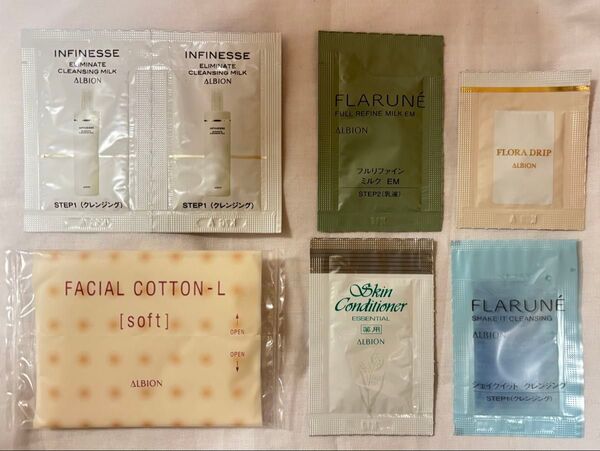 INFINESSE
ELIMINATE
CLEANSING MILK
ALBION
STEP1 (クレンジング)
INFINESSE
ELIMINATE
CLEANSING MILK
ALBION
STEP1 (クレンジング)
FLARUNÉ
FULL REFINE MILK EM
ALBION
フルリファイン
ミルク EM
STEP2(乳液)
FLORA DRIP
ALBION
FACIAL COTTON-L
[soft]
OPEN
OPEN
ALBION
Skin
Conditioner
ESSENTIAL
薬用
ALBION
FLARUNÉ
SHAKE IT CLEANSING
ALBION
シェイクイット クレンジング
STEP1(クレンジング)